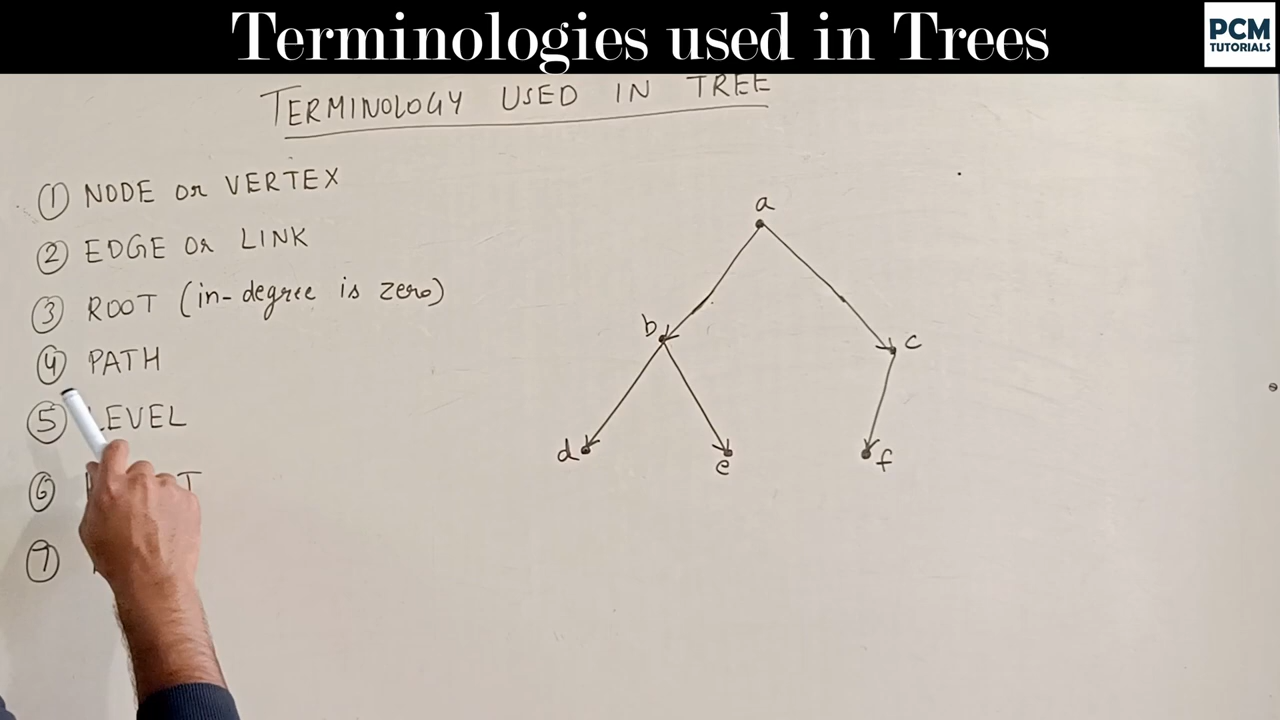 Terminologies used in Trees
PCM
TUTORIALS
TERMINOLOGY USED IN TREE
① NODE or VERTEX
② EDGE OR LINK
③ ROOT (in-degree is zero)
④ PATH
⑤ LEVEL
⑥
⑦
a
b
c
d
e
f